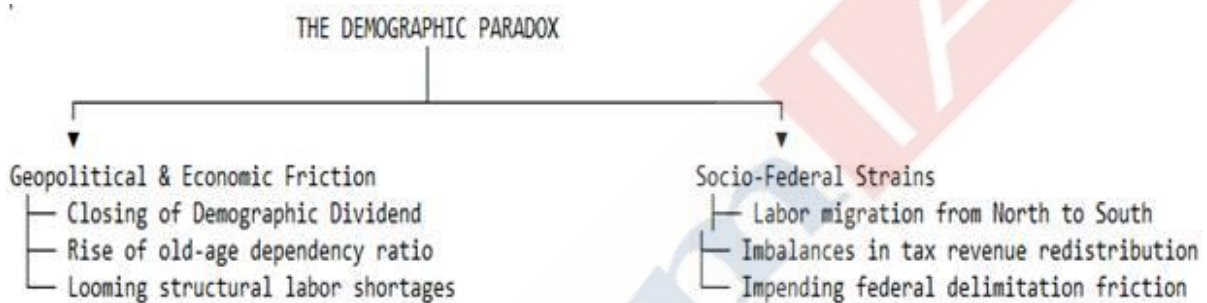 THE DEMOGRAPHIC PARADOX
Geopolitical & Economic Friction
Closing of Demographic Dividend
Rise of old-age dependency ratio
Looming structural labor shortages
Socio-Federal Strains
Labor migration from North to South
Imbalances in tax revenue redistribution
Impending federal delimitation friction